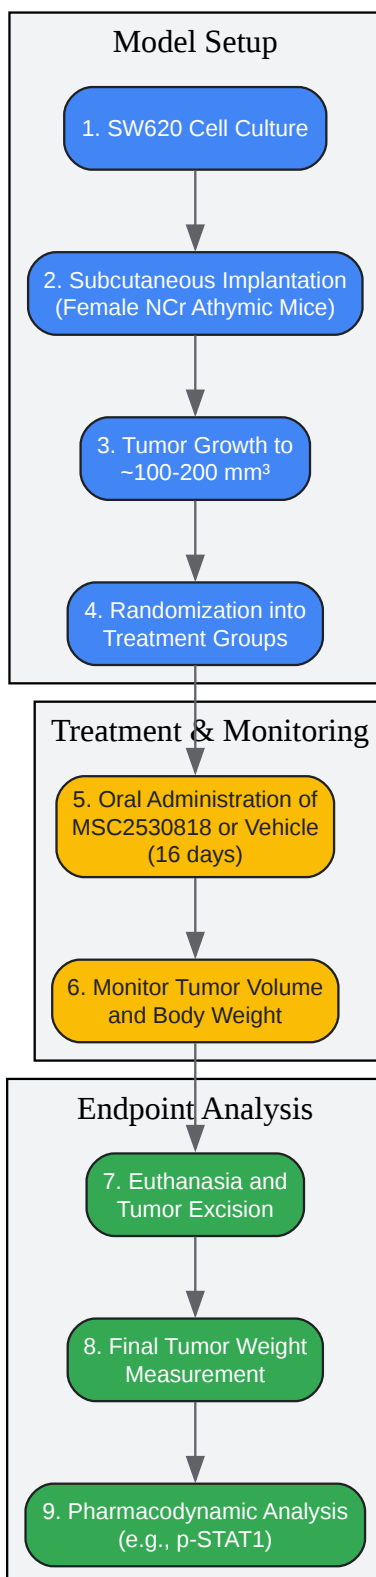 Model Setup
1. SW620 Cell Culture
2. Subcutaneous Implantation
(Female NCr Athymic Mice)
3. Tumor Growth to
~100-200 mm³
4. Randomization into
Treatment Groups
Treatment & Monitoring
5. Oral Administration of
MSC2530818 or Vehicle
(16 days)
6. Monitor Tumor Volume
and Body Weight
Endpoint Analysis
7. Euthanasia and
Tumor Excision
8. Final Tumor Weight
Measurement
9. Pharmacodynamic Analysis
(e.g., p-STAT1)